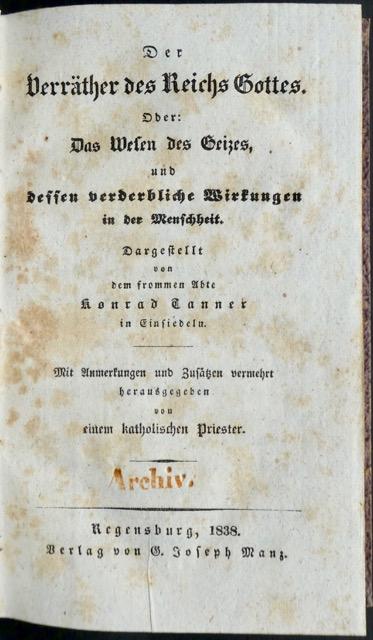 Der
Verräther des Reichs Gottes.
Oder:
Das Wesen des Geizes,
und
dessen verderbliche Wirkungen
in der Menschheit.
Dargestellt
von
dem frommen Abte
Konrad Tanner
in Einsiedeln.
Mit Anmerkungen und Zusätzen vermehrt
herausgegeben
von
einem katholischen Priester.
Archiv.
Regensburg, 1838.
Verlag von G. Joseph Manz.